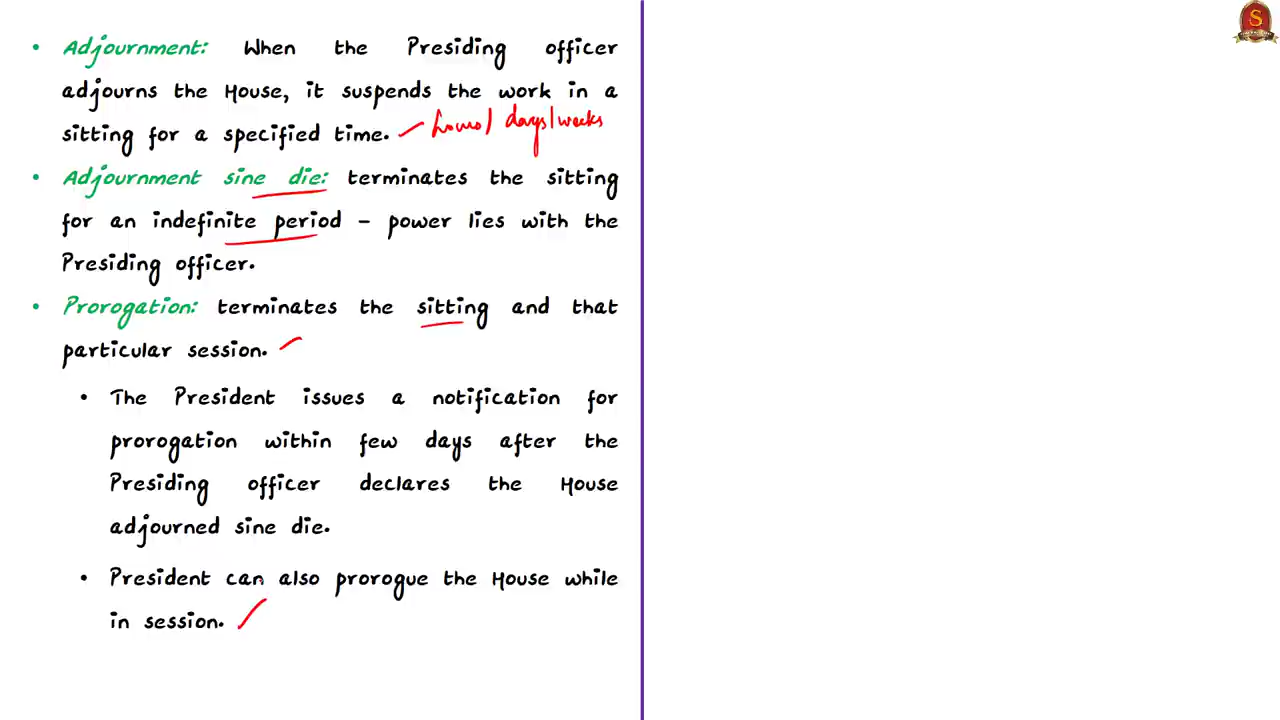 • Adjournment: When the Presiding officer
adjourns the House, it suspends the work in a
sitting for a specified time. hours/ days/weeks
• Adjournment sine die: terminates the sitting
for an indefinite period – power lies with the
Presiding officer.
• Prorogation: terminates the sitting and that
particular session.
• The President issues a notification for
prorogation within few days after the
Presiding officer declares the House
adjourned sine die.
• President can also prorogue the House while
in session.
S